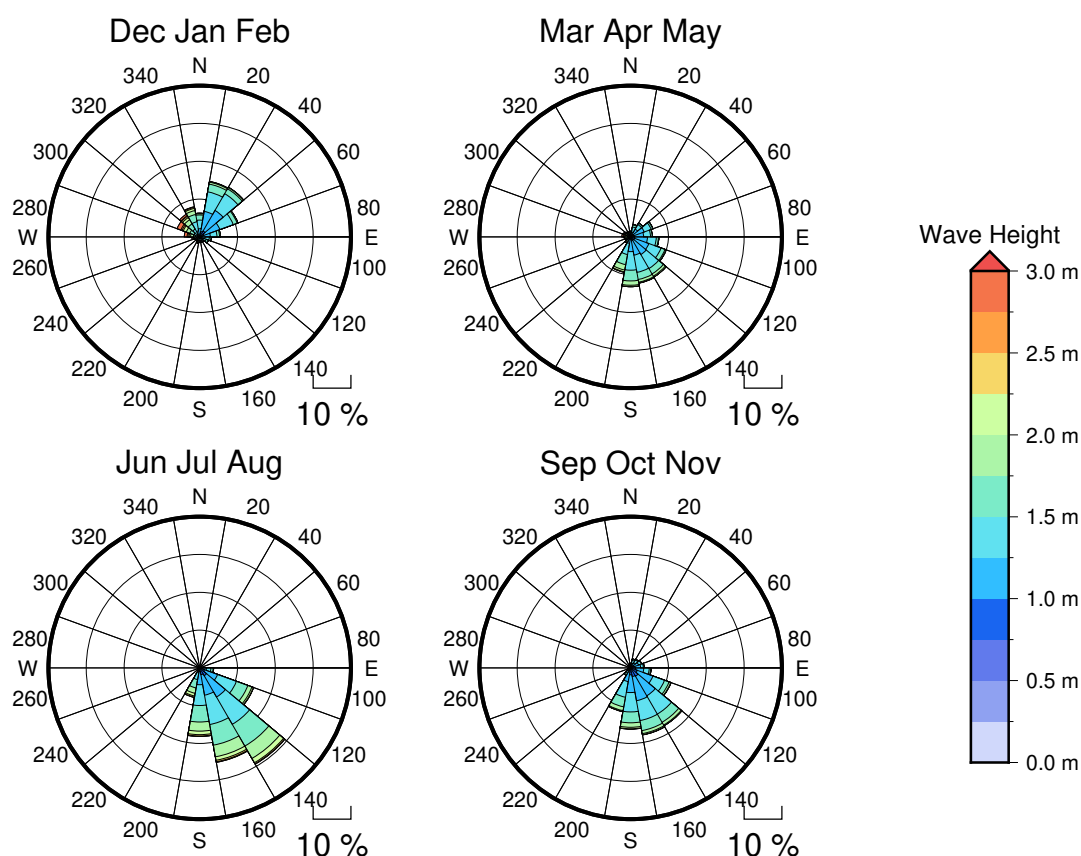 Dec Jan Feb
N
20
40
60
80
E
100
120
140
160
S
200
220
240
260
W
280
300
320
340
10 %
Mar Apr May
N
20
40
60
80
E
100
120
140
160
S
200
220
240
260
W
280
300
320
340
10 %
Jun Jul Aug
N
20
40
60
80
E
100
120
140
160
S
200
220
240
260
W
280
300
320
340
10 %
Sep Oct Nov
N
20
40
60
80
E
100
120
140
160
S
200
220
240
260
W
280
300
320
340
10 %
Wave Height
3.0 m
2.5 m
2.0 m
1.5 m
1.0 m
0.5 m
0.0 m